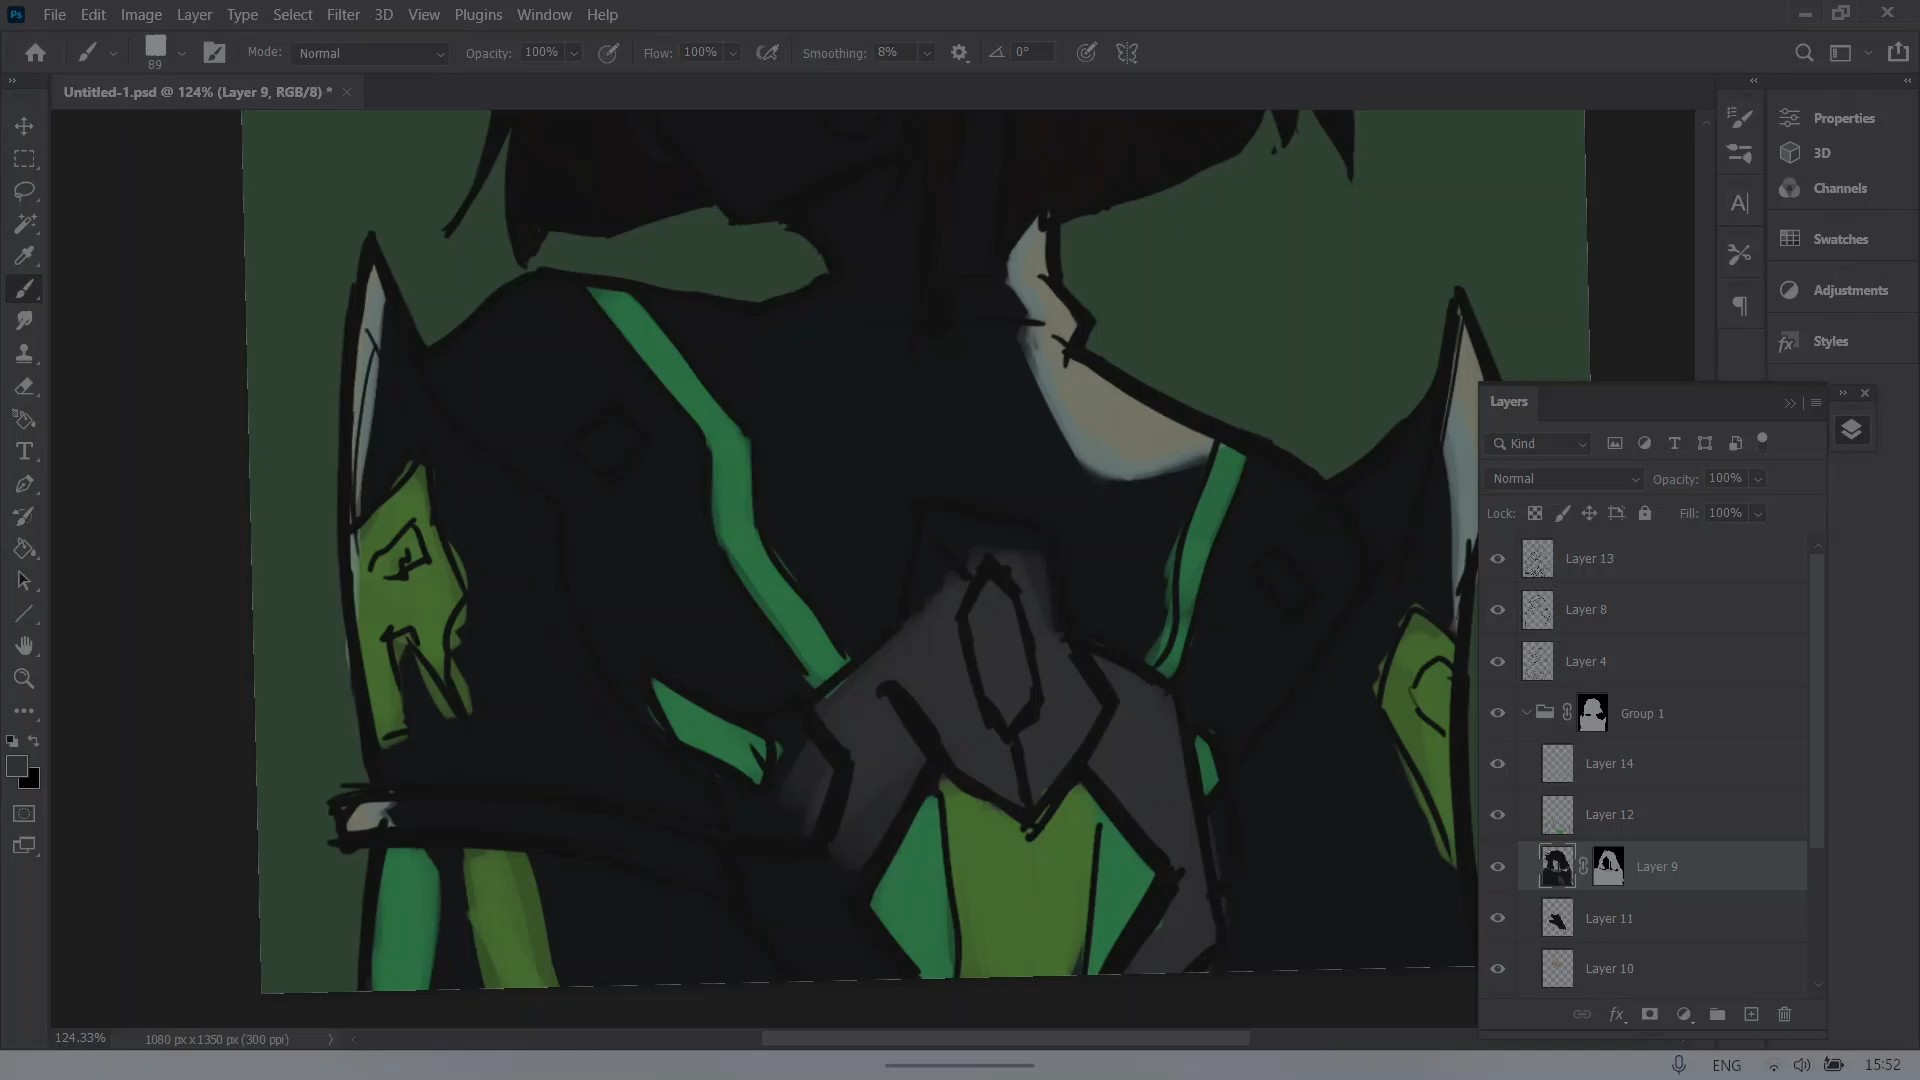 Ps File Edit Image Layer Type Select Filter 3D View Plugins Window Help
89 Mode: Normal Opacity: 100% Flow: 100% Smoothing: 8% 0°
Untitled-1.psd @ 124% (Layer 9, RGB/8) *
Properties
3D
Channels
Swatches
Adjustments
Styles
Layers
Kind
Normal Opacity: 100%
Lock: Fill: 100%
Layer 13
Layer 8
Layer 4
Group 1
Layer 14
Layer 12
Layer 9
Layer 11
Layer 10
fx
124.33% 1080 px x 1350 px (300 ppi)
ENG 15:52